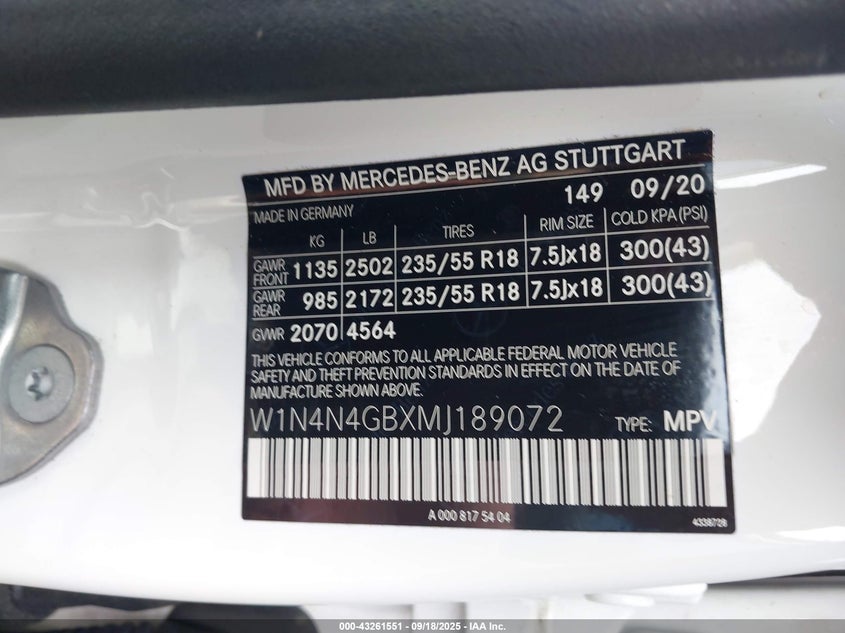 MFD BY MERCEDES-BENZ AG STUTTGART
149 09/20
MADE IN GERMANY
KG LB TIRES RIM SIZE COLD KPA (PSI)
GAWR FRONT 1135 2502 235/55 R18 7.5Jx18 300(43)
GAWR REAR 985 2172 235/55 R18 7.5Jx18 300(43)
GVWR 2070 4564
THIS VEHICLE CONFORMS TO ALL APPLICABLE FEDERAL MOTOR VEHICLE
SAFETY AND THEFT PREVENTION STANDARDS IN EFFECT ON THE DATE OF
MANUFACTURE SHOWN ABOVE.
W1N4N4GBXMJ189072 TYPE: MPV
A 000 817 54 04
4338728
000-43261551 - 09/18/2025 - IAA Inc.